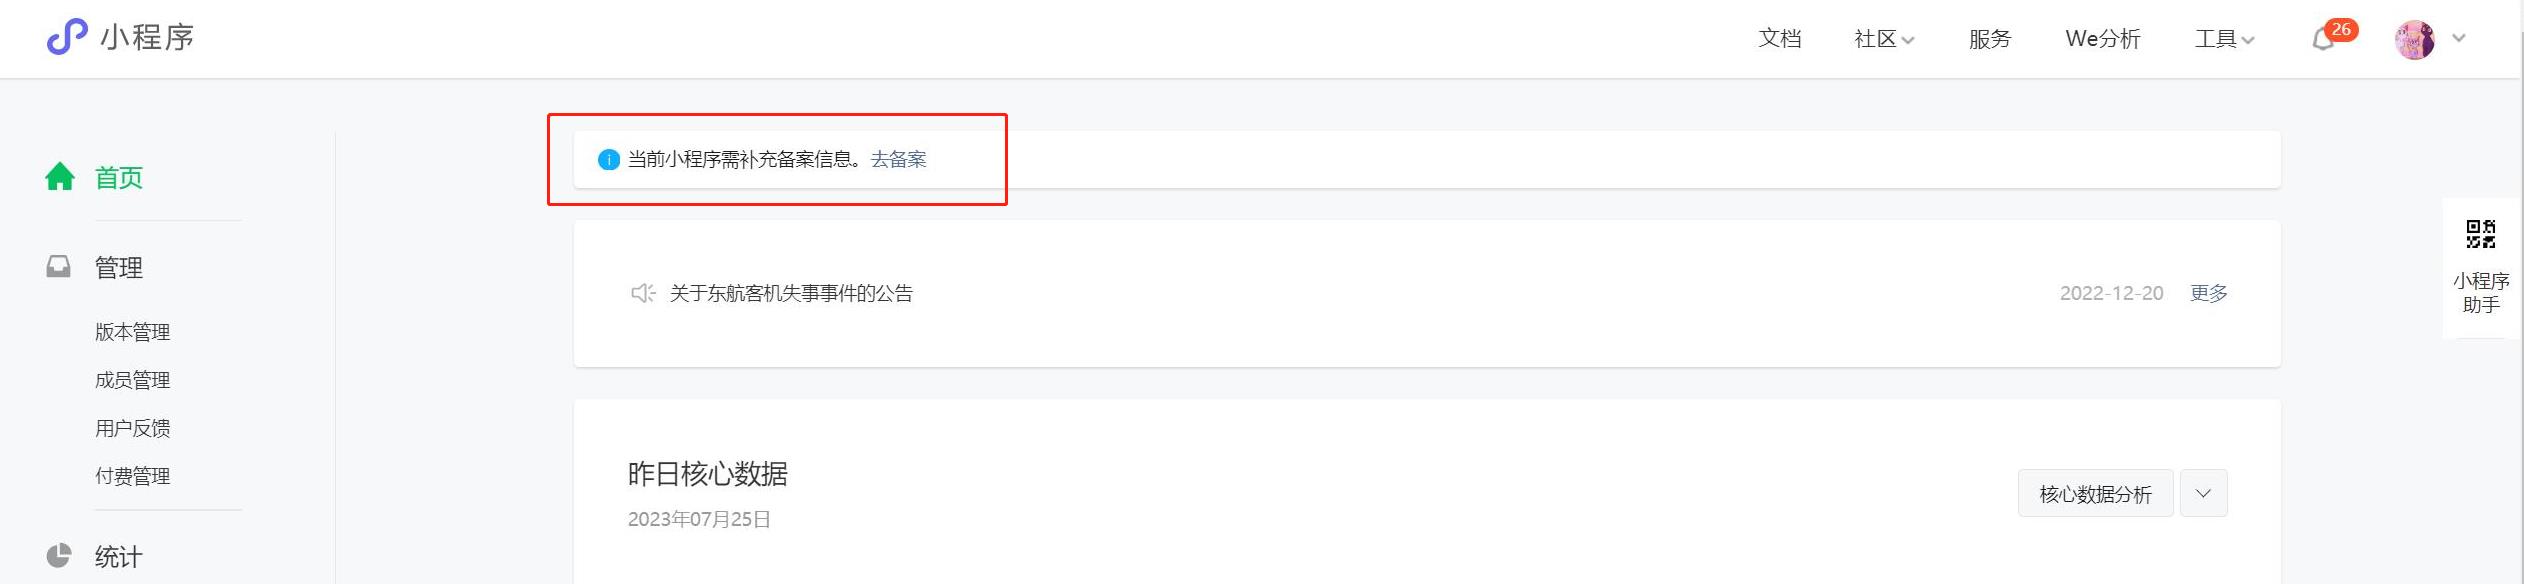 小程序
文档 社区 服务 We分析 工具 26
当前小程序需补充备案信息。去备案
首页
管理
版本管理
成员管理
用户反馈
付费管理
统计
关于东航客机失事事件的公告 2022-12-20 更多
昨日核心数据
2023年07月25日
核心数据分析
小程序
助手